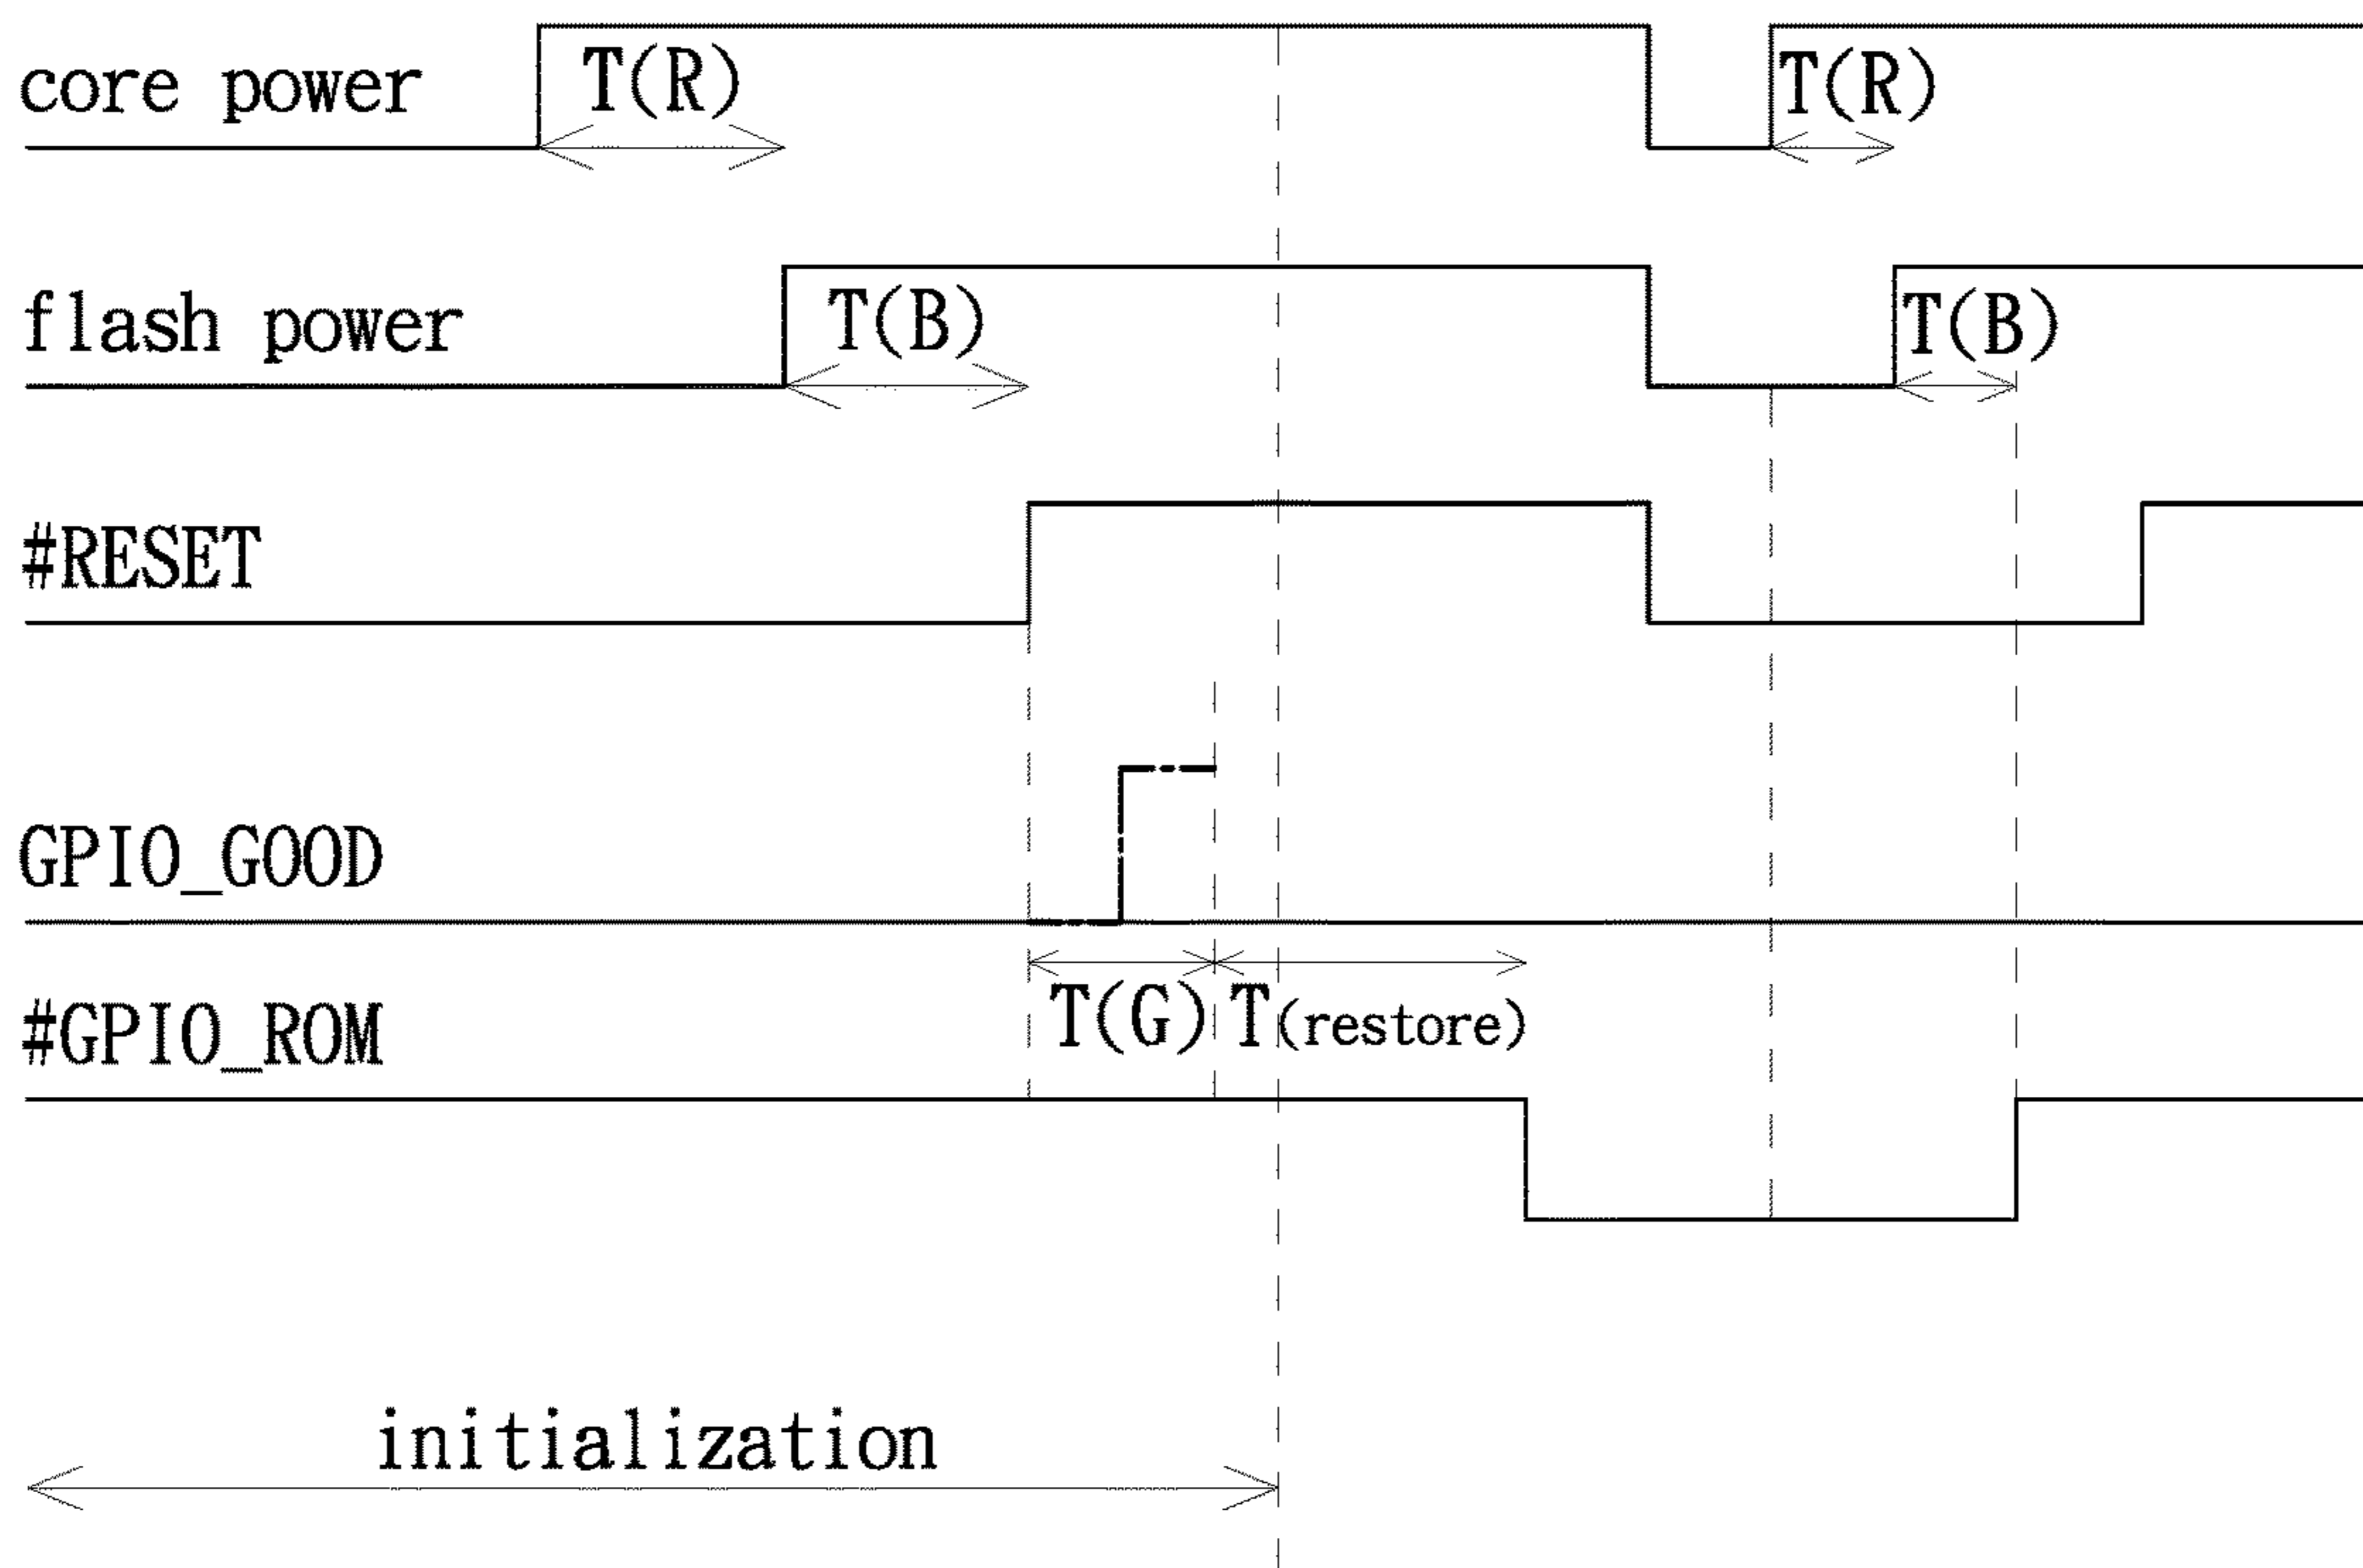 core power
T(R)
T(R)
flash power
T(B)
T(B)
#RESET
GPIO_GOOD
T(G)
T(restore)
#GPIO_ROM
initialization